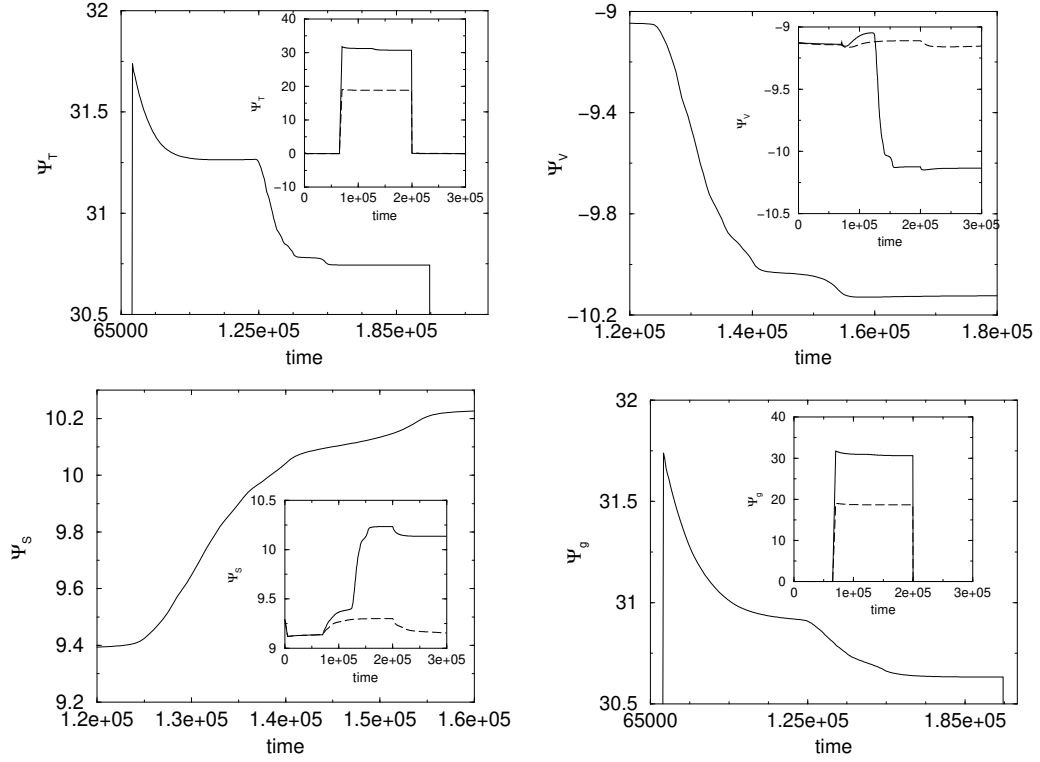 32
31.5
31
30.5
Ψ_T
65000 1.25e+05 1.85e+05
time
40
30
20
10
0
−10
Ψ_T
0 1e+05 2e+05 3e+05
time
−9
−9.4
−9.8
−10.2
Ψ_V
1.2e+05 1.4e+05 1.6e+05 1.8e+05
time
−9
−9.5
−10
−10.5
Ψ_V
0 1e+05 2e+05 3e+05
time
10.2
10
9.8
9.6
9.4
9.2
Ψ_S
1.2e+05 1.3e+05 1.4e+05 1.5e+05 1.6e+05
time
10.5
10
9.5
9
Ψ_S
0 1e+05 2e+05 3e+05
time
32
31.5
31
30.5
Ψ_g
65000 1.25e+05 1.85e+05
time
40
30
20
10
0
Ψ_g
0 1e+05 2e+05 3e+05
time